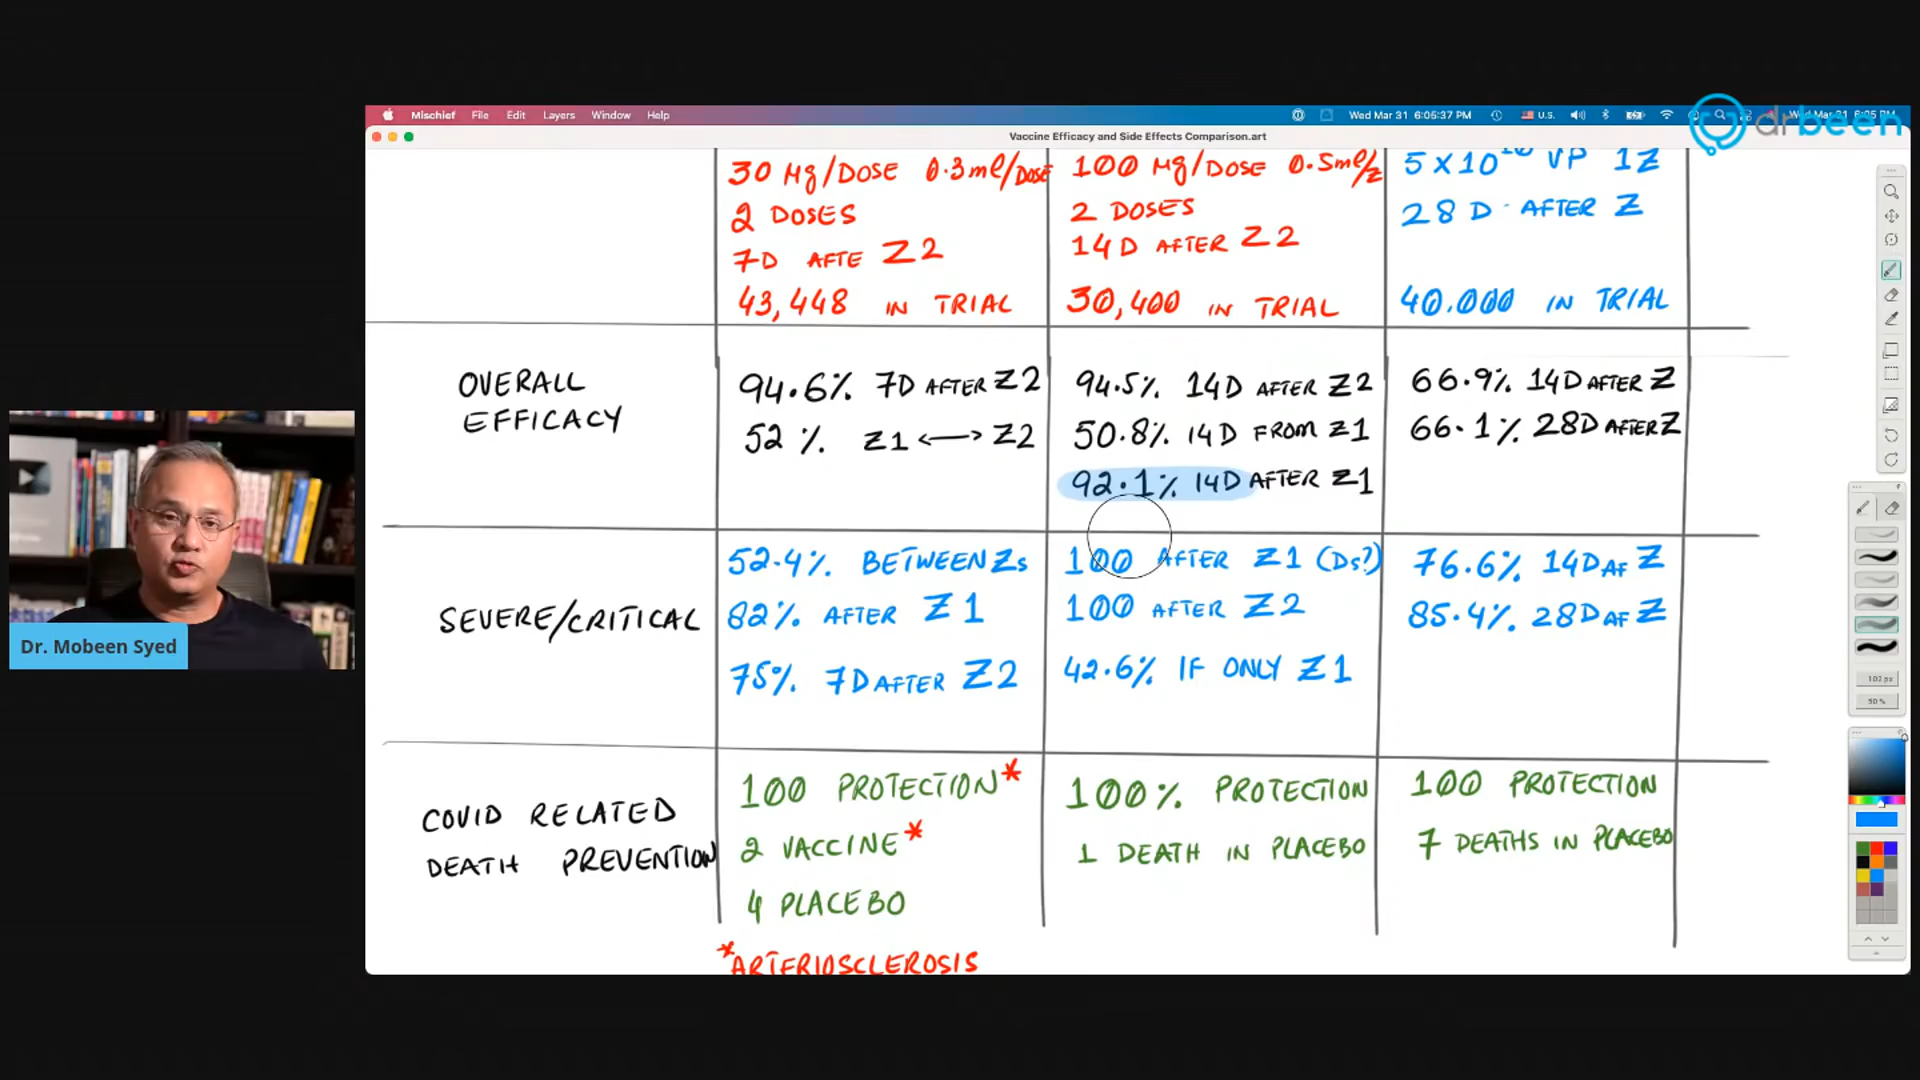 Mischief File Edit Layers Window Help
U.S. Wed Mar 31 6:05:37 PM
drbeen
Vaccine Efficacy and Side Effects Comparison.art
30 Mg/DOSE 0.3ml/DOSE
2 DOSES
7D AFTE Z2
43,448 IN TRIAL
100 Mg/DOSE 0.5ml/Z
2 DOSES
14D AFTER Z2
30,400 IN TRIAL
5 X 10¹⁰ VP 1Z
28 D AFTER Z
40.000 IN TRIAL
OVERALL
EFFICACY
94.6% 7D AFTER Z2
52 %. Z1 <—> Z2
94.5% 14D AFTER Z2
50.8% 14D FROM Z1
92.1% 14D AFTER Z1
66.9% 14D AFTER Z
66.1% 28D AFTER Z
SEVERE/CRITICAL
52.4%. BETWEEN Zs
82% AFTER Z1
75%. 7D AFTER Z2
100 AFTER Z1 (Ds?)
100 AFTER Z2
42.6% IF ONLY Z1
76.6% 14D AF Z
85.4% 28D AF Z
COVID RELATED
DEATH PREVENTION
100 PROTECTION*
2 VACCINE*
4 PLACEBO
*ARTERIOSCLEROSIS
100% PROTECTION
1 DEATH IN PLACEBO
100 PROTECTION
7 DEATHS IN PLACEBO
Dr. Mobeen Syed
102 px
50 %